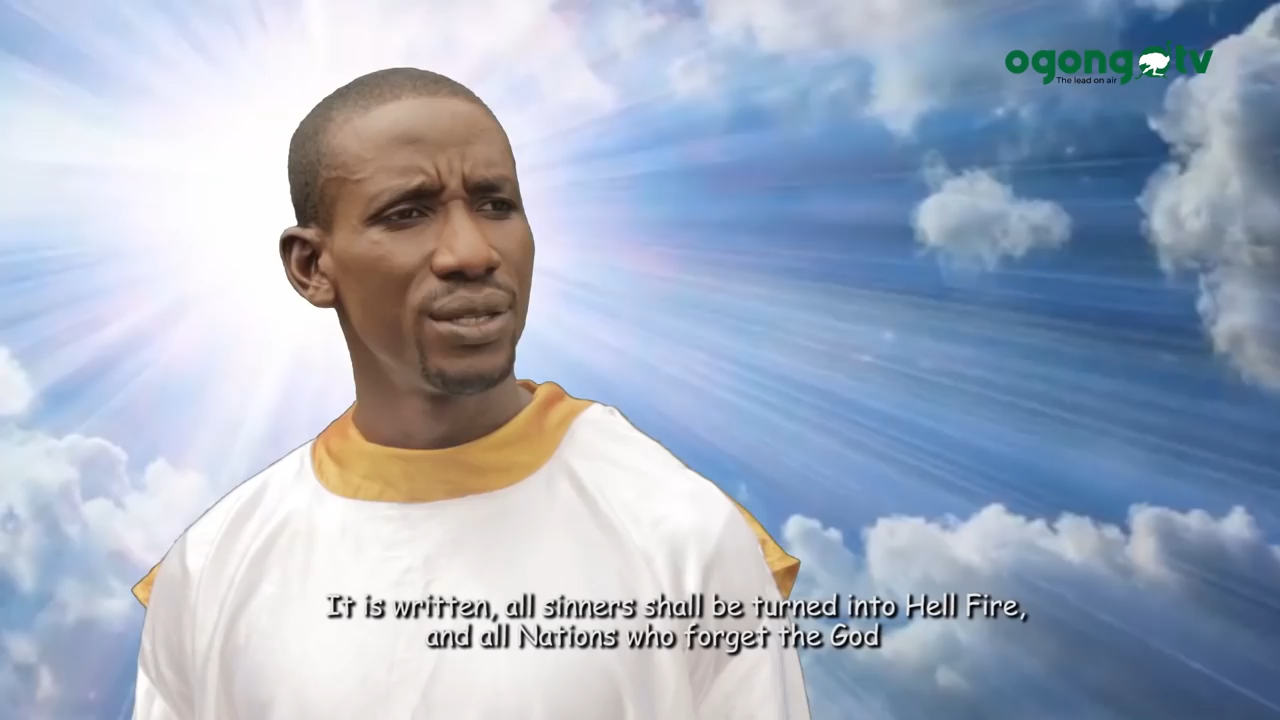 ogongo tv
The lead on air
It is written, all sinners shall be turned into Hell Fire,
and all Nations who forget the God